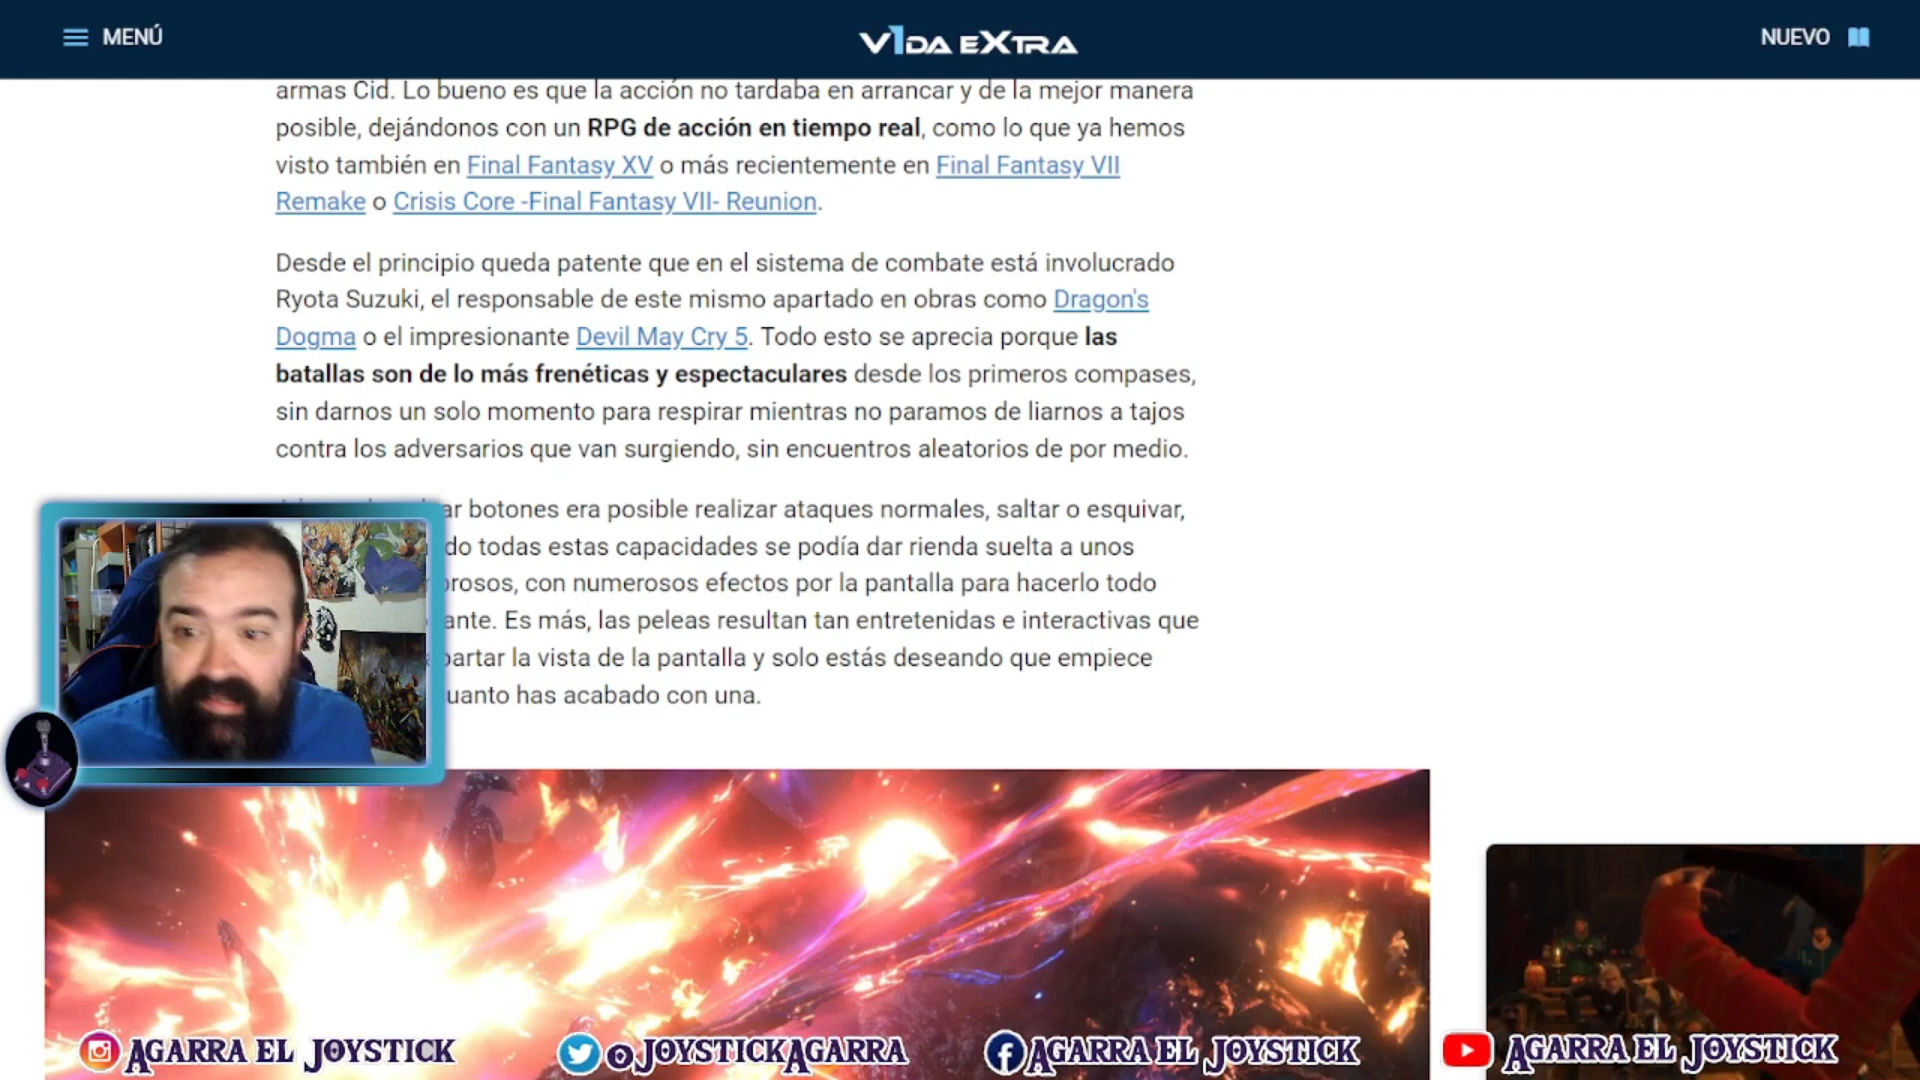 MENÚ
V1DA EXTRA
NUEVO
armas Cid. Lo bueno es que la acción no tardaba en arrancar y de la mejor manera
posible, dejándonos con un RPG de acción en tiempo real, como lo que ya hemos
visto también en Final Fantasy XV o más recientemente en Final Fantasy VII
Remake o Crisis Core -Final Fantasy VII- Reunion.
Desde el principio queda patente que en el sistema de combate está involucrado
Ryota Suzuki, el responsable de este mismo apartado en obras como Dragon's
Dogma o el impresionante Devil May Cry 5. Todo esto se aprecia porque las
batallas son de lo más frenéticas y espectaculares desde los primeros compases,
sin darnos un solo momento para respirar mientras no paramos de liarnos a tajos
contra los adversarios que van surgiendo, sin encuentros aleatorios de por medio.
ar botones era posible realizar ataques normales, saltar o esquivar,
do todas estas capacidades se podía dar rienda suelta a unos
brosos, con numerosos efectos por la pantalla para hacerlo todo
ante. Es más, las peleas resultan tan entretenidas e interactivas que
partar la vista de la pantalla y solo estás deseando que empiece
uanto has acabado con una.
AGARRA EL JOYSTICK
@JOYSTICKAGARRA
AGARRA EL JOYSTICK
AGARRA EL JOYSTICK